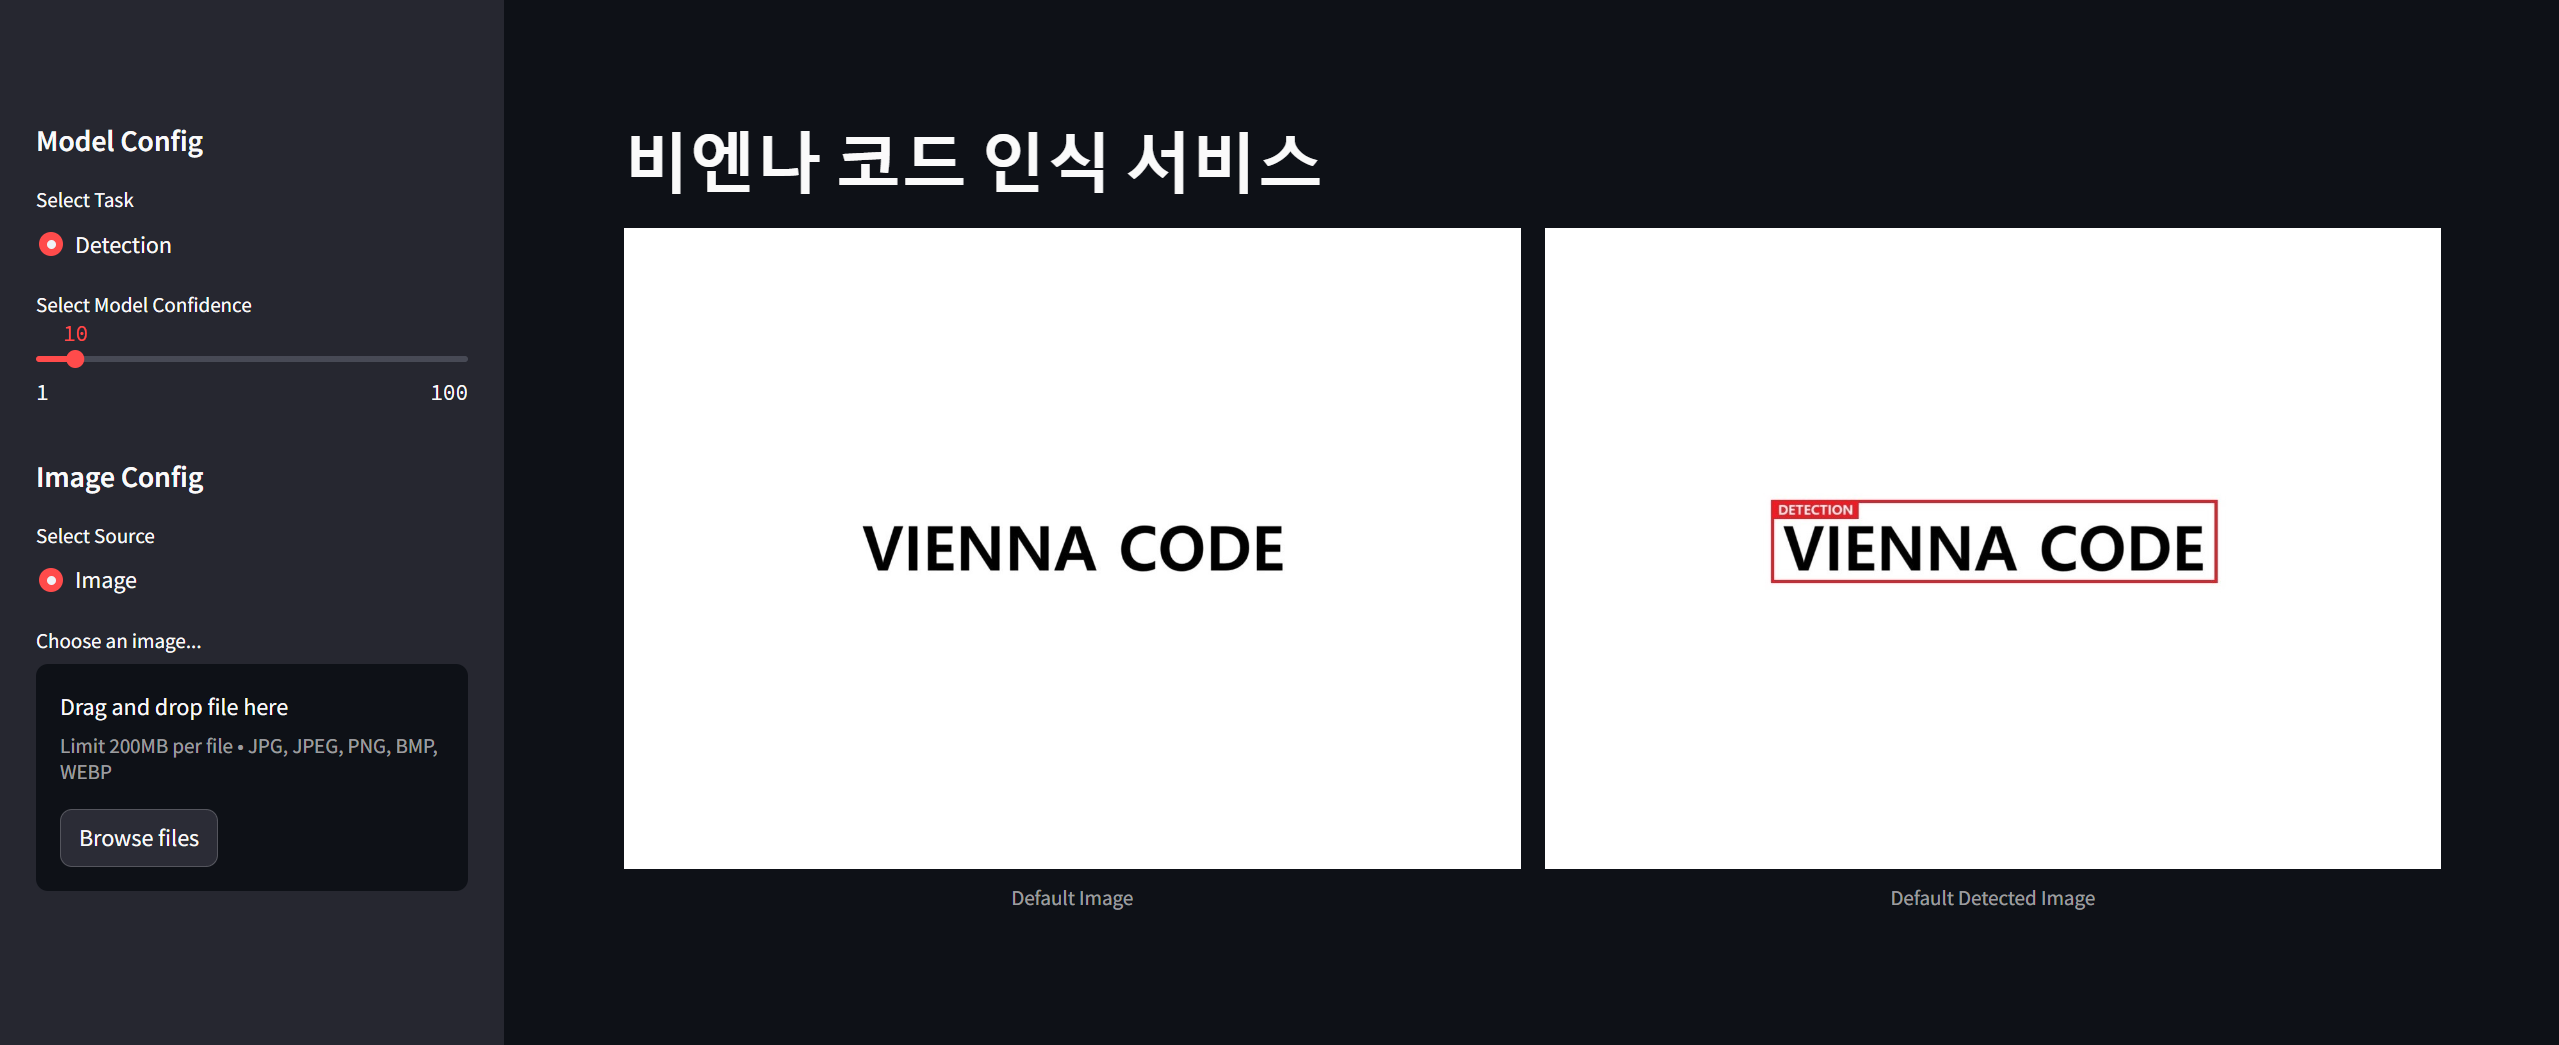 Model Config
Select Task
Detection
Select Model Confidence
10
1
100
Image Config
Select Source
Image
Choose an image...
Drag and drop file here
Limit 200MB per file • JPG, JPEG, PNG, BMP,
WEBP
Browse files
비엔나 코드 인식 서비스
VIENNA CODE
Default Image
DETECTION
VIENNA CODE
Default Detected Image